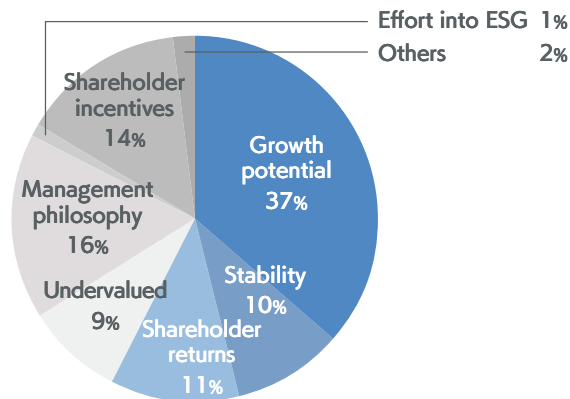 Effort into ESG 1%
Others 2%
Shareholder
incentives
14%
Growth
potential
37%
Management
philosophy
16%
Stability
10%
Undervalued
9%
Shareholder
returns
11%